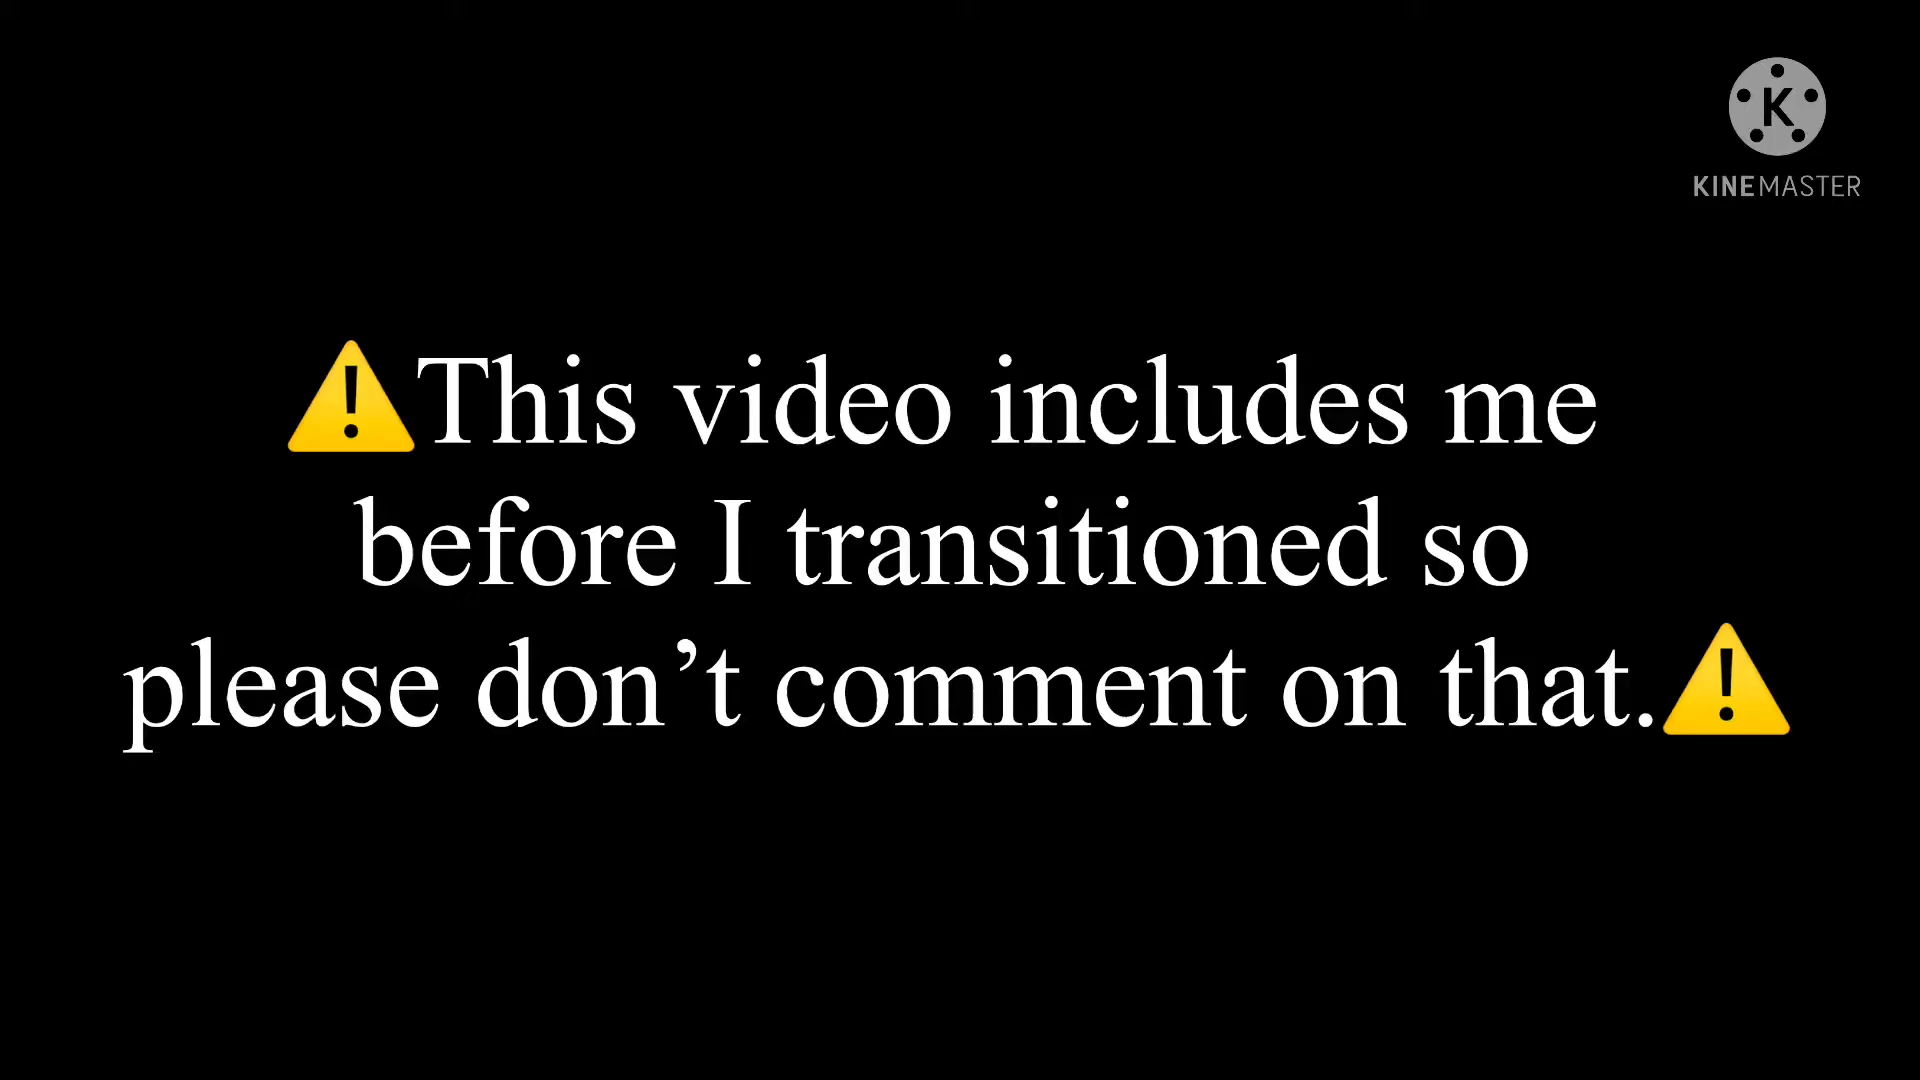 K
KINEMASTER
⚠️This video includes me
before I transitioned so
please don’t comment on that.⚠️